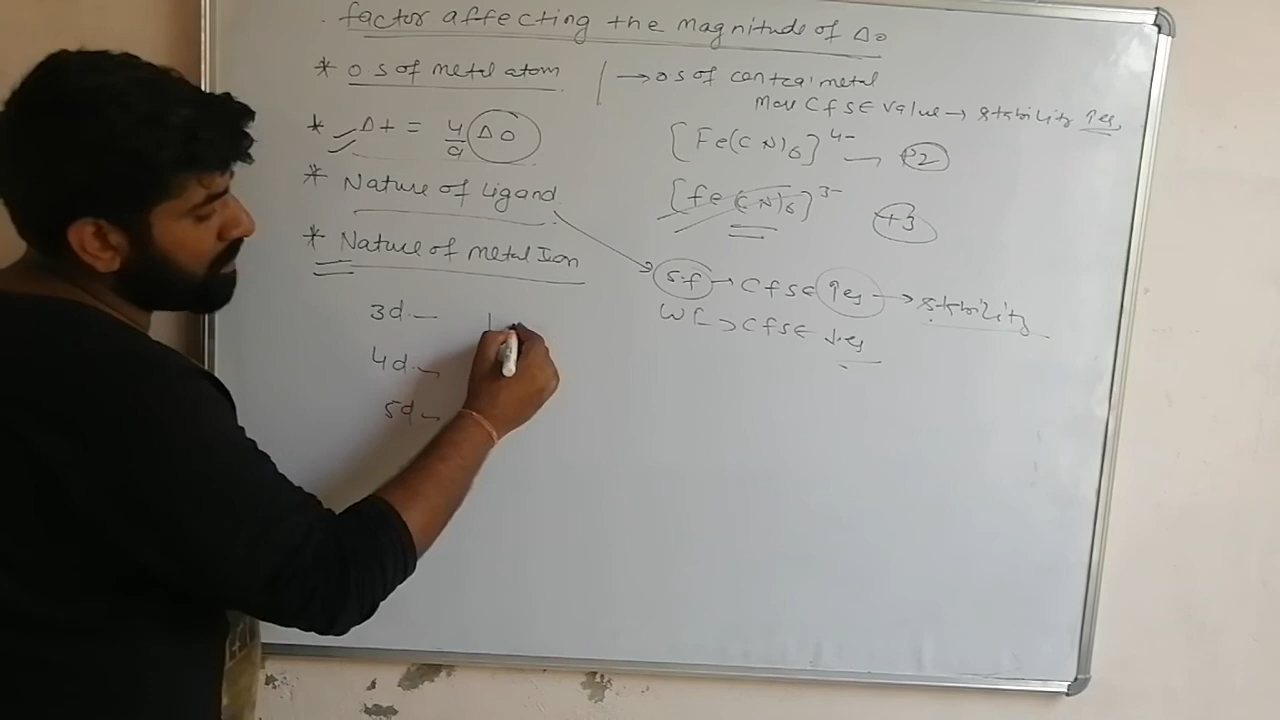 factor affecting the magnitude of Δo
* o s of metal atom
→ o s of central metal
more Cfse value → stability ↑es
* Δt = 4/9 Δo
[Fe(CN)6]4- → +2
* Nature of Ligand
[fe(CN)6]3-
+3
* Nature of metal Ion
S.f → Cfse ↑es → stability
3d —
→ Cfse ↓es
4d —
5d —